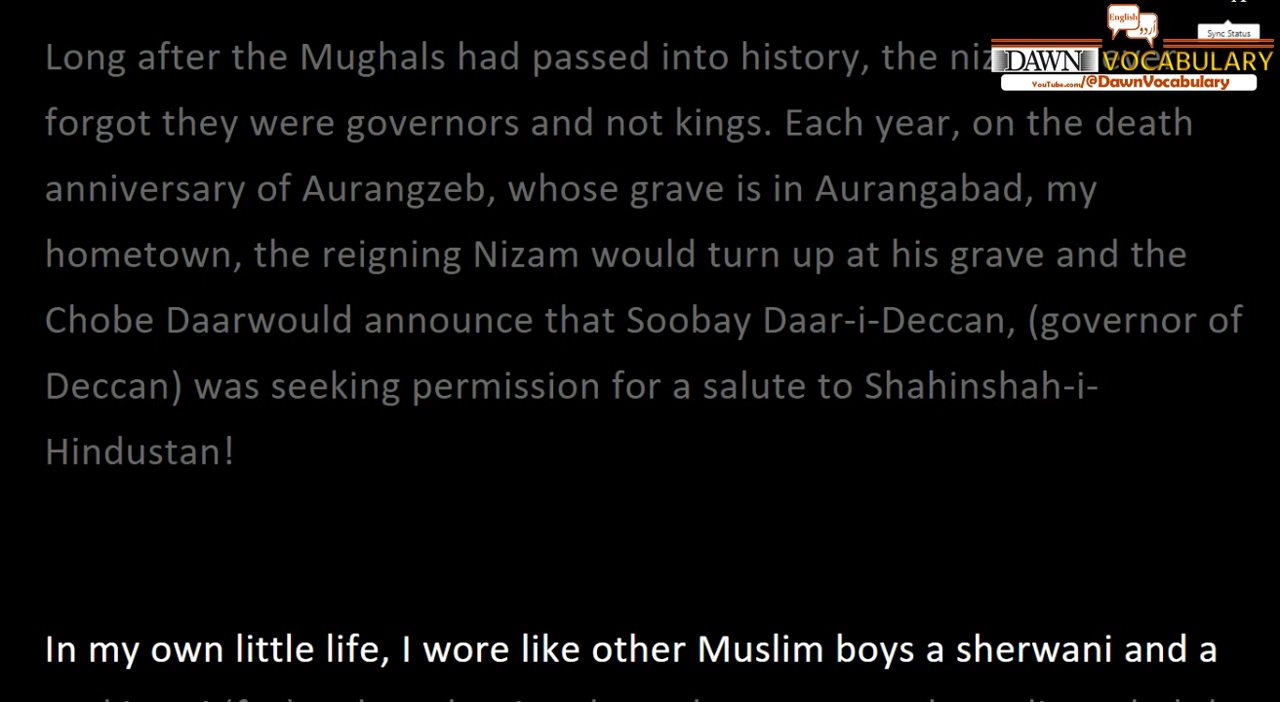 Sync Status
English
اردو
DAWN VOCABULARY
YouTube.com/@DawnVocabulary
Long after the Mughals had passed into history, the
forgot they were governors and not kings. Each year, on the death
anniversary of Aurangzeb, whose grave is in Aurangabad, my
hometown, the reigning Nizam would turn up at his grave and the
Chobe Daarwould announce that Soobay Daar-i-Deccan, (governor of
Deccan) was seeking permission for a salute to Shahinshah-i-
Hindustan!
In my own little life, I wore like other Muslim boys a sherwani and a